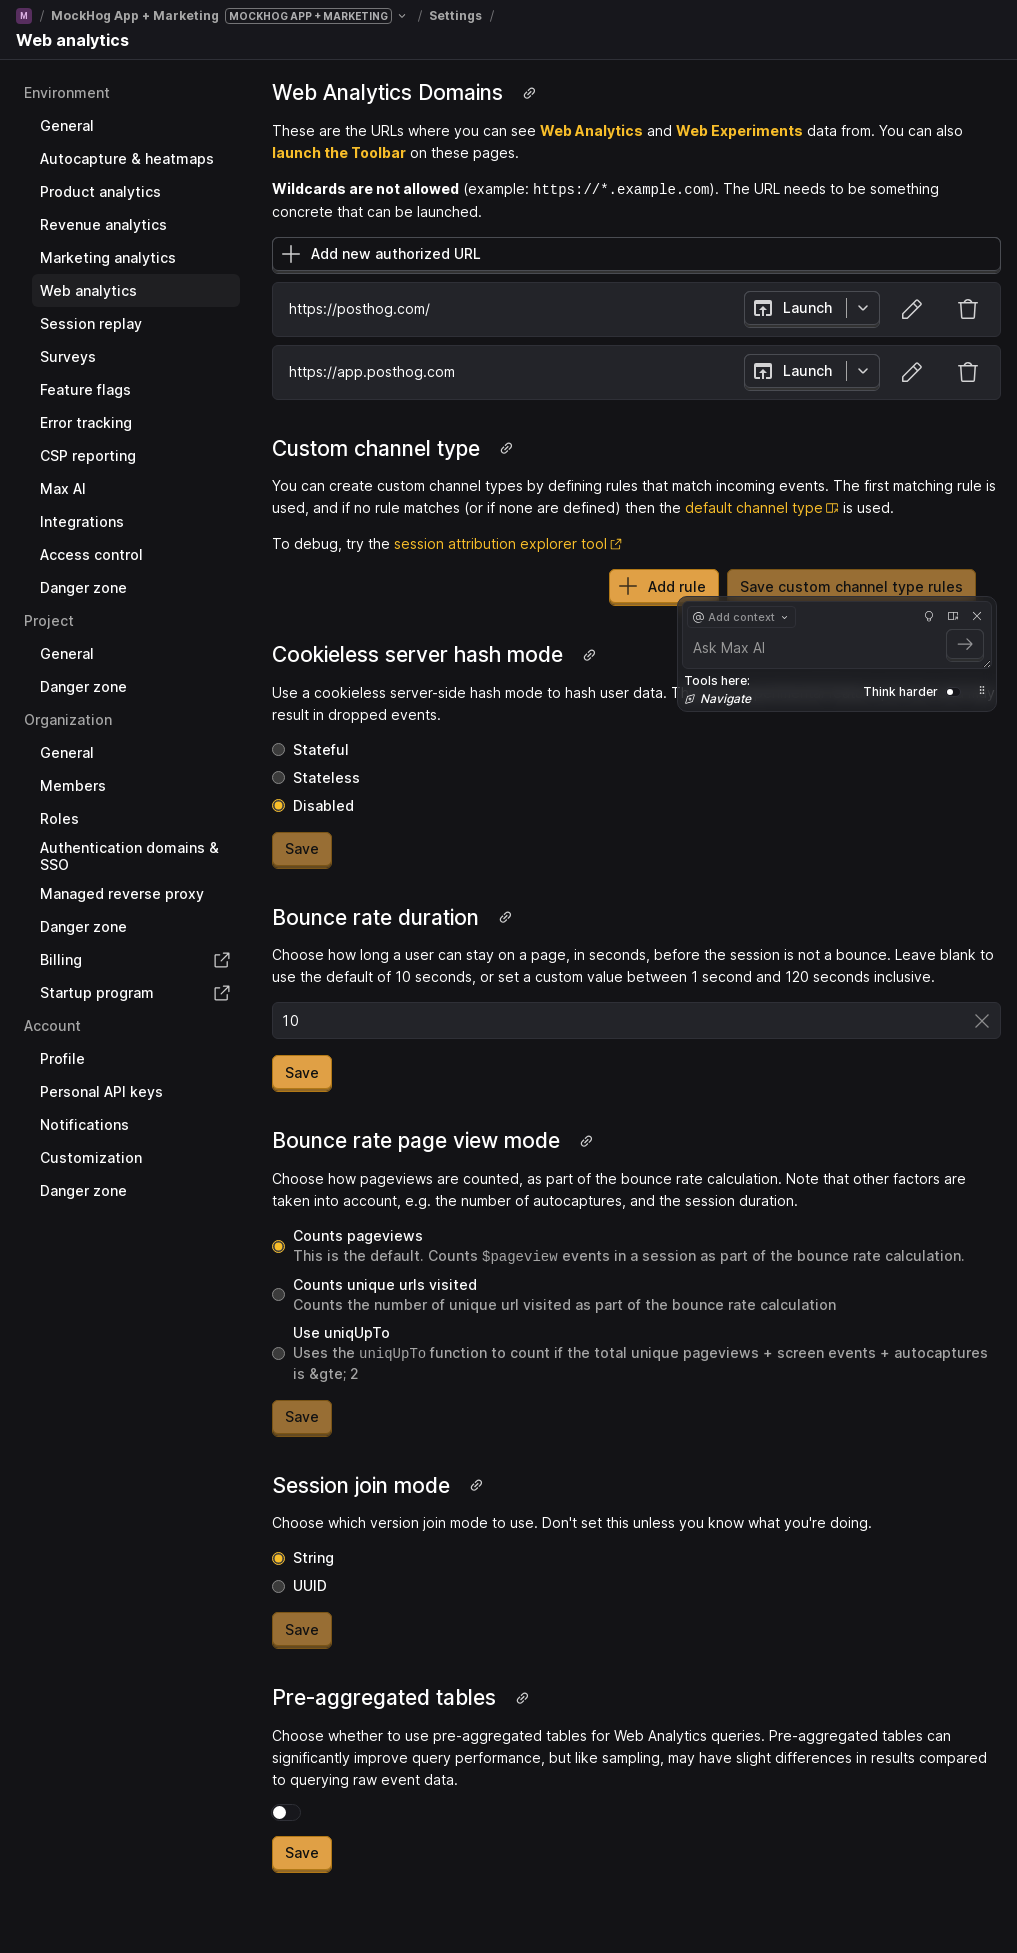 M / MockHog App + Marketing MOCKHOG APP + MARKETING / Settings /
Web analytics
Environment
General
Autocapture & heatmaps
Product analytics
Revenue analytics
Marketing analytics
Web analytics
Session replay
Surveys
Feature flags
Error tracking
CSP reporting
Max AI
Integrations
Access control
Danger zone
Project
General
Danger zone
Organization
General
Members
Roles
Authentication domains &
SSO
Managed reverse proxy
Danger zone
Billing
Startup program
Account
Profile
Personal API keys
Notifications
Customization
Danger zone
Web Analytics Domains
These are the URLs where you can see Web Analytics and Web Experiments data from. You can also
launch the Toolbar on these pages.
Wildcards are not allowed (example: https://*.example.com). The URL needs to be something
concrete that can be launched.
Add new authorized URL
https://posthog.com/ Launch
https://app.posthog.com Launch
Custom channel type
You can create custom channel types by defining rules that match incoming events. The first matching rule is
used, and if no rule matches (or if none are defined) then the default channel type is used.
To debug, try the session attribution explorer tool
Add rule Save custom channel type rules
@ Add context
Ask Max AI
Tools here:
Navigate
Think harder
Cookieless server hash mode
Use a cookieless server-side hash mode to hash user data.
result in dropped events.
Stateful
Stateless
Disabled
Save
Bounce rate duration
Choose how long a user can stay on a page, in seconds, before the session is not a bounce. Leave blank to
use the default of 10 seconds, or set a custom value between 1 second and 120 seconds inclusive.
10
Save
Bounce rate page view mode
Choose how pageviews are counted, as part of the bounce rate calculation. Note that other factors are
taken into account, e.g. the number of autocaptures, and the session duration.
Counts pageviews
This is the default. Counts $pageview events in a session as part of the bounce rate calculation.
Counts unique urls visited
Counts the number of unique url visited as part of the bounce rate calculation
Use uniqUpTo
Uses the uniqUpTo function to count if the total unique pageviews + screen events + autocaptures
is &gte; 2
Save
Session join mode
Choose which version join mode to use. Don't set this unless you know what you're doing.
String
UUID
Save
Pre-aggregated tables
Choose whether to use pre-aggregated tables for Web Analytics queries. Pre-aggregated tables can
significantly improve query performance, but like sampling, may have slight differences in results compared
to querying raw event data.
Save